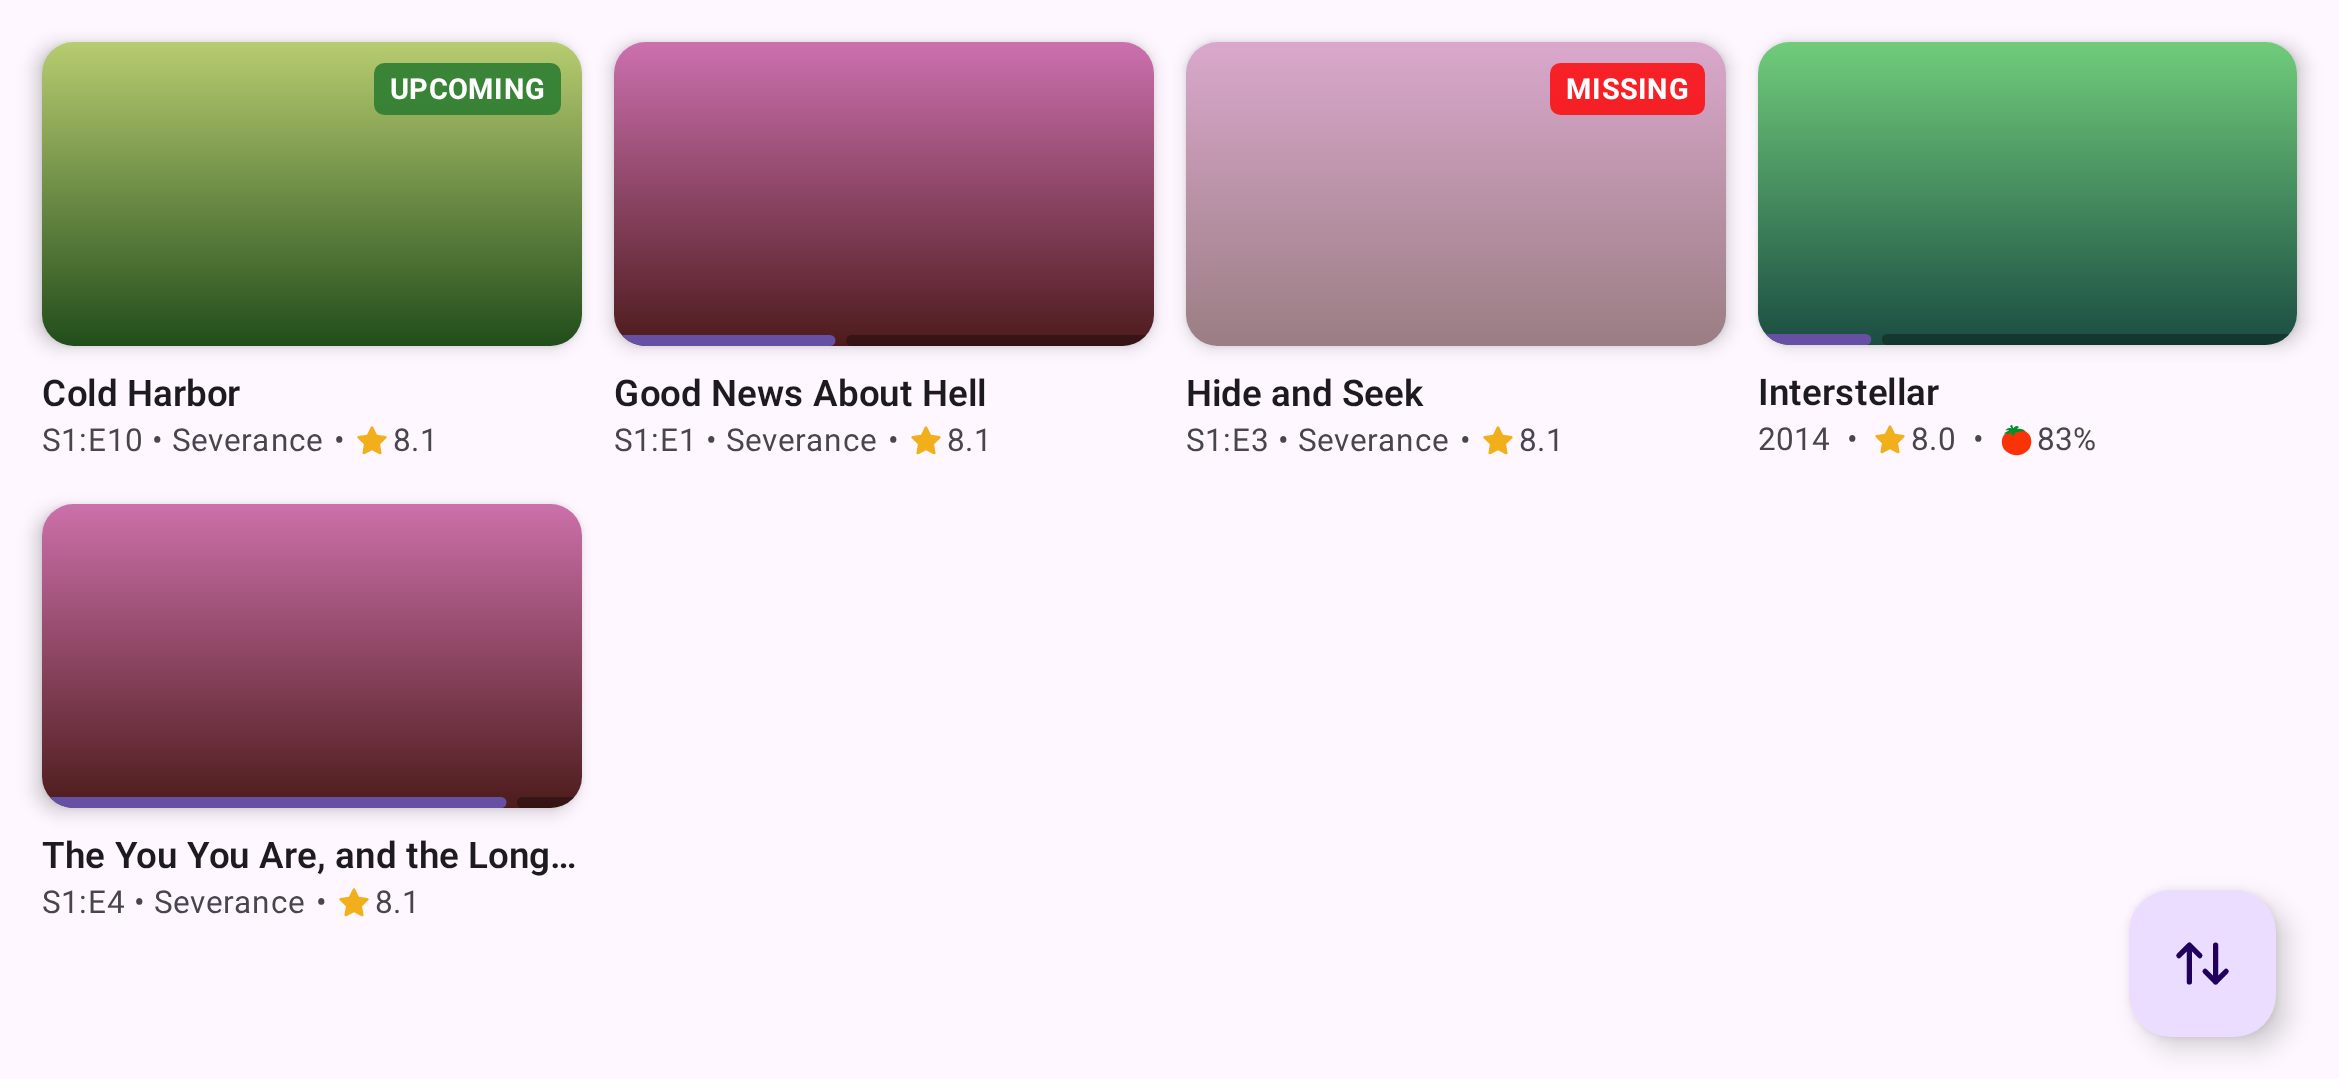 UPCOMING
Cold Harbor
S1:E10 • Severance • 8.1
Good News About Hell
S1:E1 • Severance • 8.1
MISSING
Hide and Seek
S1:E3 • Severance • 8.1
Interstellar
2014 • 8.0 • 83%
The You You Are, and the Long...
S1:E4 • Severance • 8.1